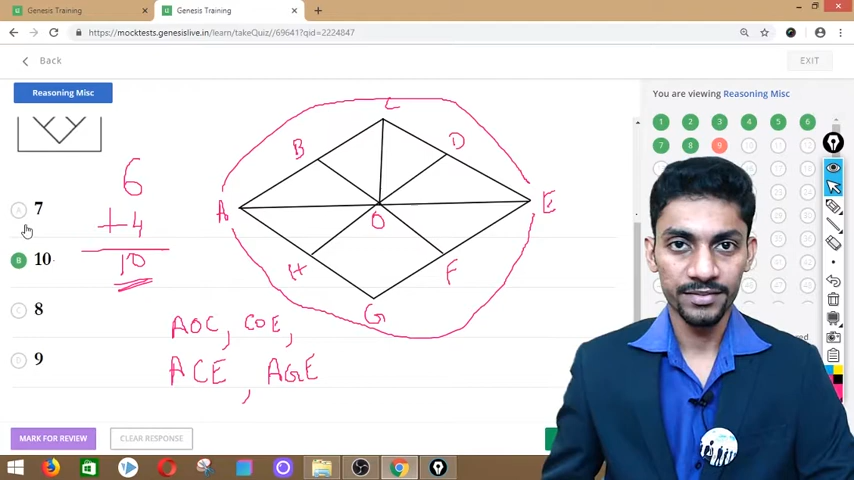 Genesis Training
Genesis Training
https://mocktests.genesislive.in/learn/takeQuiz//69641?qid=2224847
Back
EXIT
Reasoning Misc
You are viewing Reasoning Misc
1 2 3 4 5 6
7 8 9
A 7
B 10
C 8
D 9
6
+4
10
A B C D E F G H O
AOC, COE,
ACE, AGE
MARK FOR REVIEW
CLEAR RESPONSE